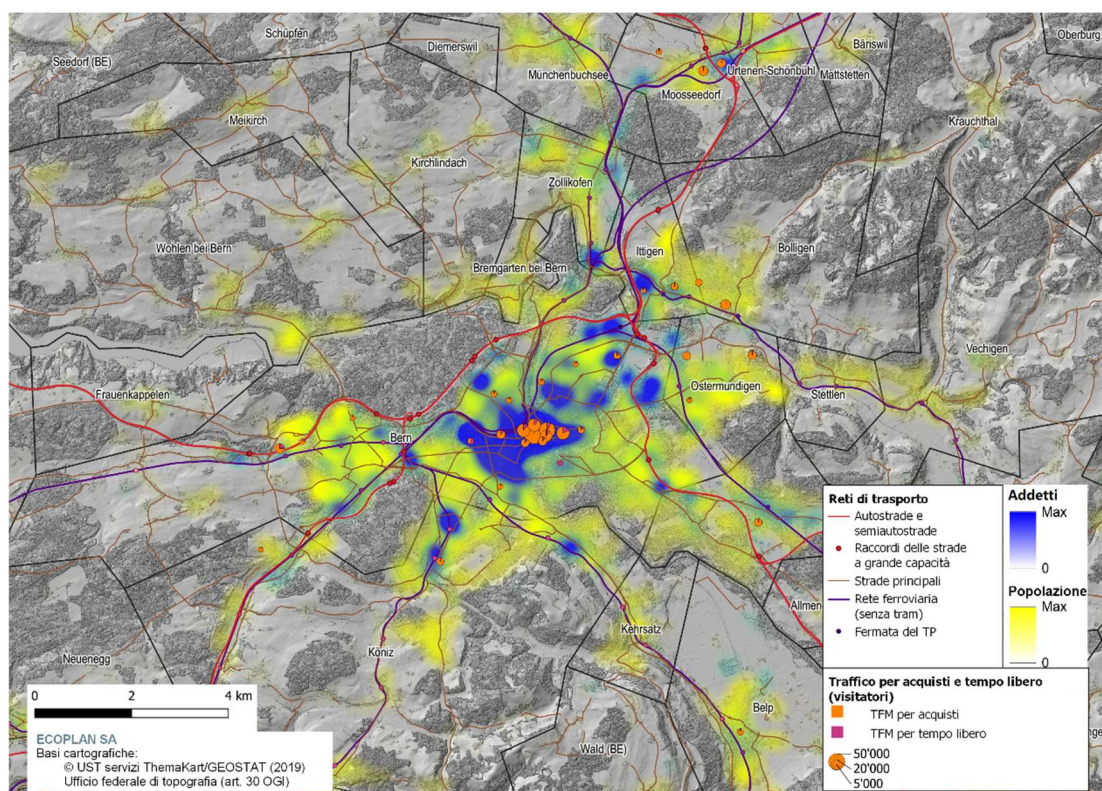 Schüpfen
Diemerswil
Bäriswil
Oberburg
Seedorf (BE)
Münchenbuchsee
Urtenen-Schönbühl
Mattstetten
Moosseedorf
Meikirch
Krauchthal
Kirchlindach
Zollikofen
Wohlen bei Bern
Ittigen
Bolligen
Bremgarten bei Bern
Vechigen
Frauenkappelen
Ostermundigen
Stettlen
Bern
Reti di trasporto
Autostrade e
semiautostrade
Raccordi delle strade
a grande capacità
Strade principali
Rete ferroviaria
(senza tram)
Fermata del TP
Addetti
Max
0
Popolazione
Max
0
Allmen
Kehrsatz
Neuenegg
Köniz
Belp
Wald (BE)
Traffico per acquisti e tempo libero
(visitatori)
TFM per acquisti
TFM per tempo libero
50'000
20'000
5'000
0 2 4 km
ECOPLAN SA
Basi cartografiche:
© UST servizi ThemaKart/GEOSTAT (2019)
Ufficio federale di topografia (art. 30 OGI)